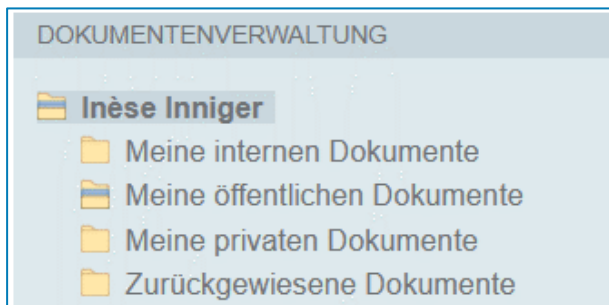 DOKUMENTENVERWALTUNG
Inèse Inniger
Meine internen Dokumente
Meine öffentlichen Dokumente
Meine privaten Dokumente
Zurückgewiesene Dokumente